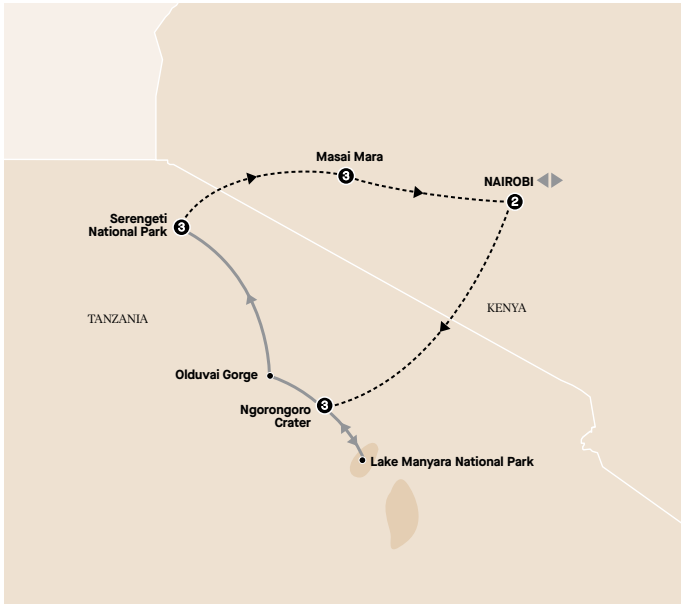 Masai Mara
3
NAIROBI
2
Serengeti
National Park
3
TANZANIA
KENYA
Olduvai Gorge
Ngorongoro
Crater
3
Lake Manyara National Park